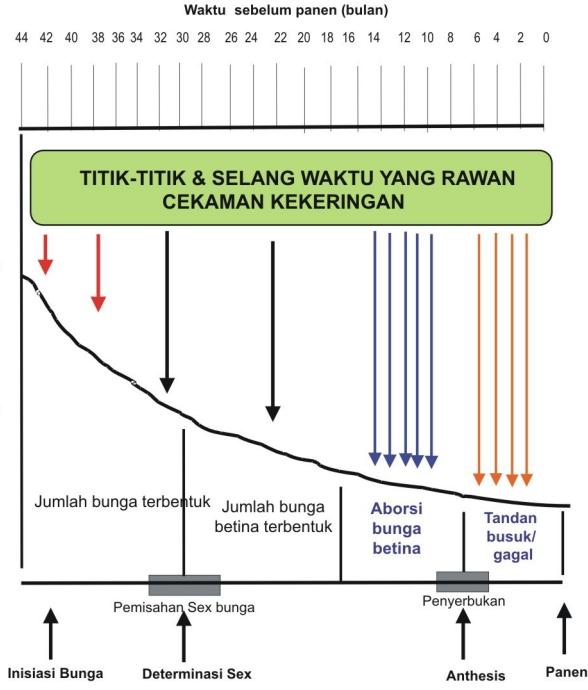 Waktu sebelum panen (bulan)
44 42 40 38 36 34 32 30 28 26 24 22 20 18 16 14 12 10 8 6 4 2 0
TITIK-TITIK & SELANG WAKTU YANG RAWAN
CEKAMAN KEKERINGAN
Jumlah bunga terbentuk
Jumlah bunga
betina terbentuk
Aborsi
bunga
betina
Tandan
busuk/
gagal
Pemisahan Sex bunga
Penyerbukan
Inisiasi Bunga
Determinasi Sex
Anthesis
Panen